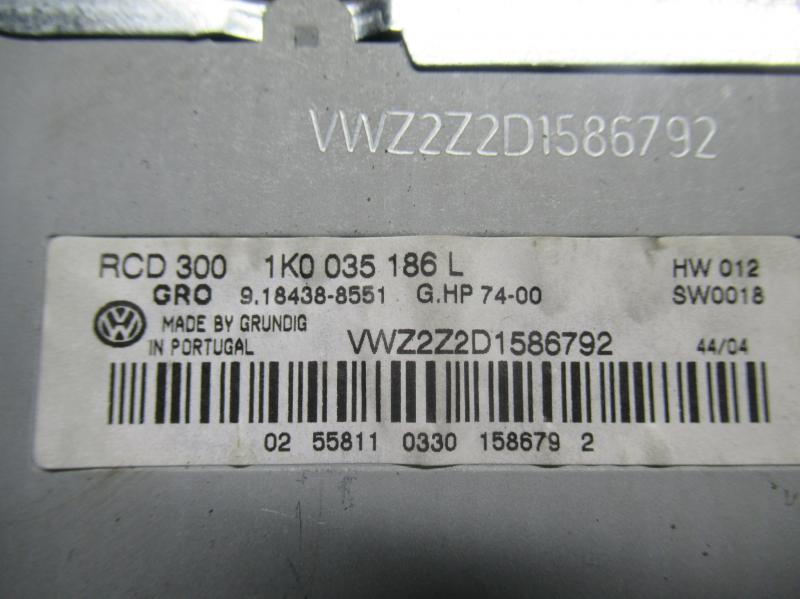 VWZ2Z2D1586792
RCD 300 1K0 035 186 L HW 012
GRO 9.18438-8551 G.HP 74-00 SW0018
MADE BY GRUNDIG
IN PORTUGAL VWZ2Z2D1586792 44/04
02 55811 0330 158679 2